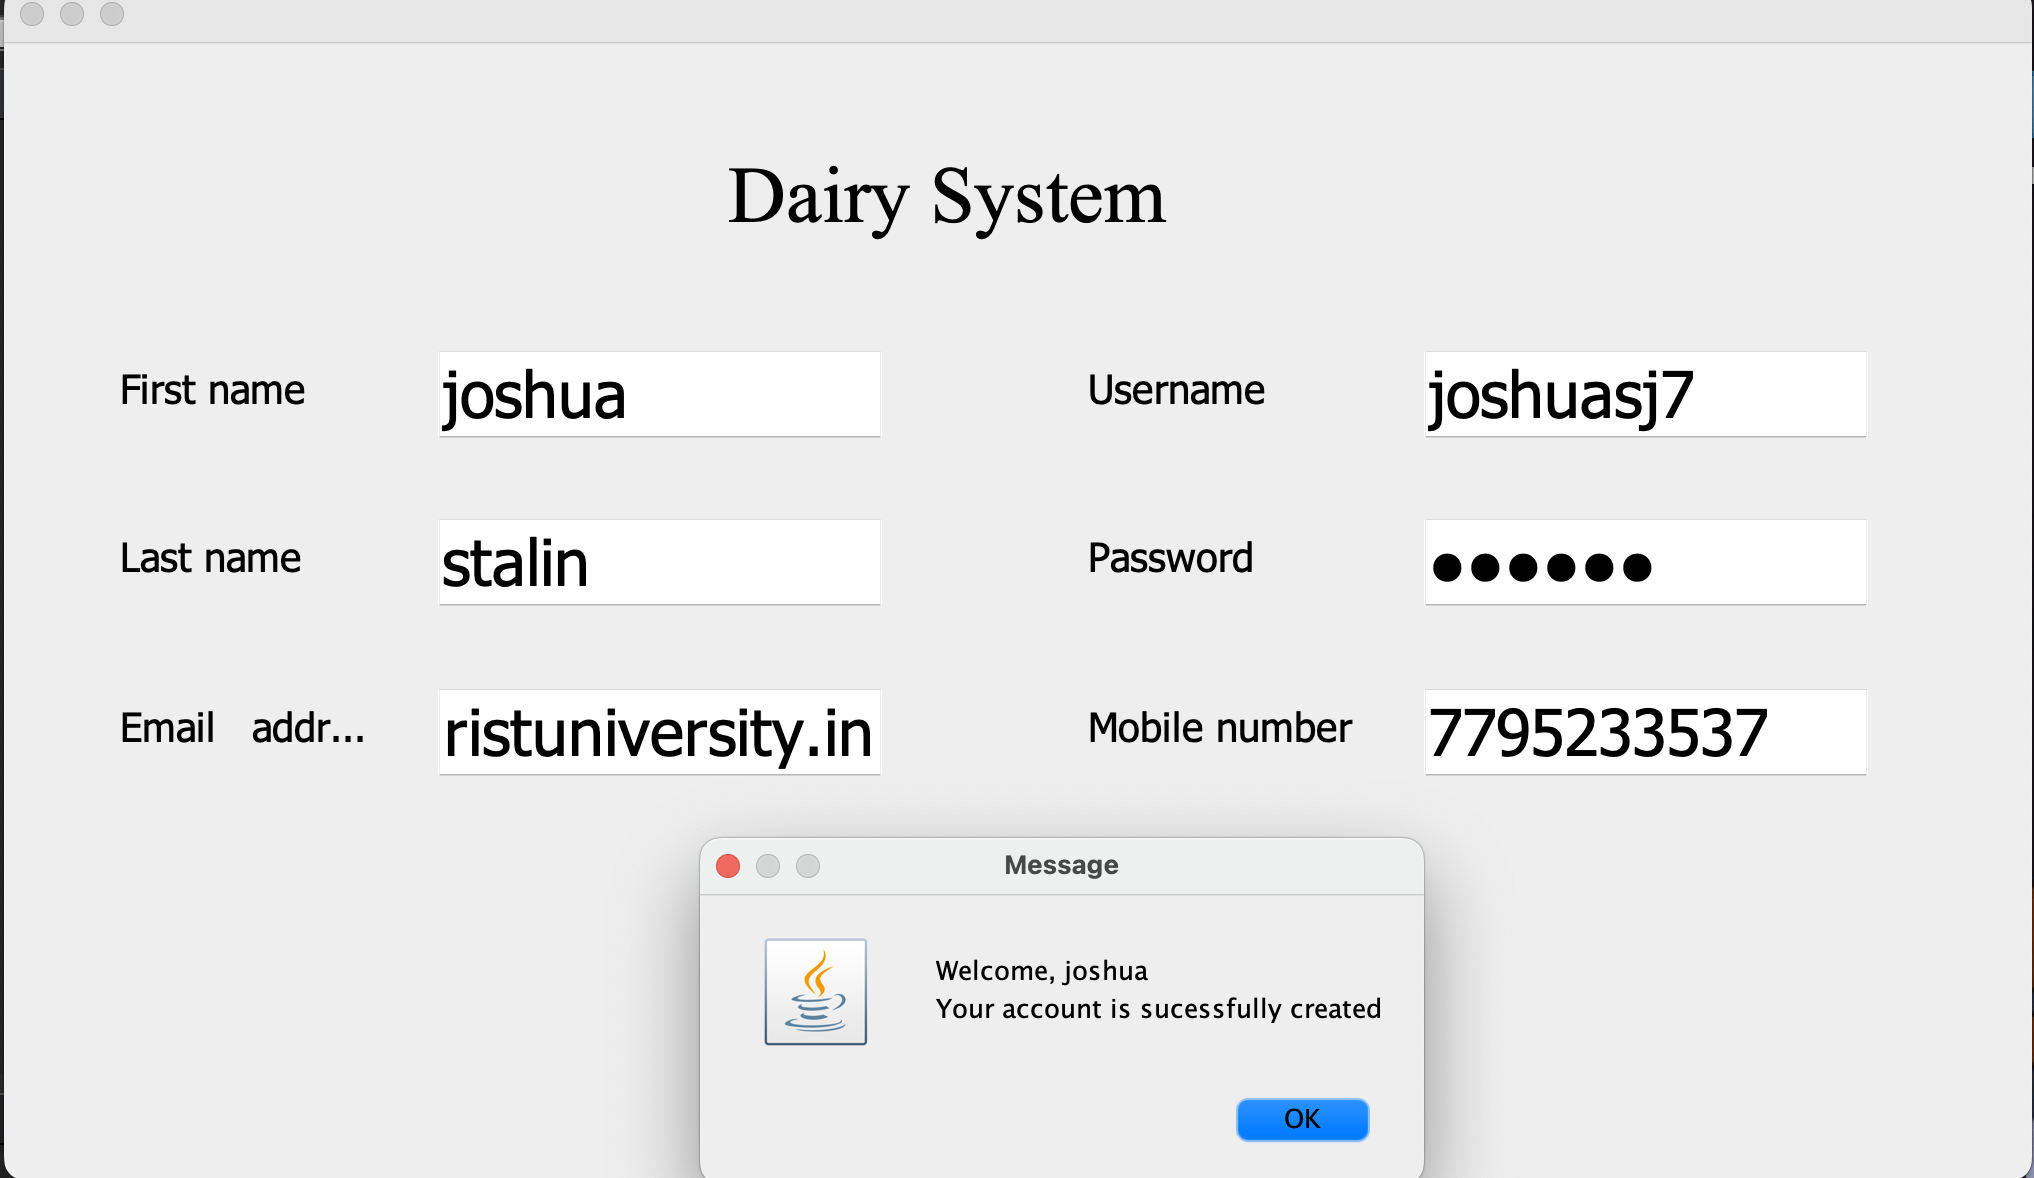 Dairy System
First name joshua Username joshuasj7
Last name stalin Password ●●●●●●
Email addr... ristuniversity.in Mobile number 7795233537
Message
Welcome, joshua
Your account is sucessfully created
OK